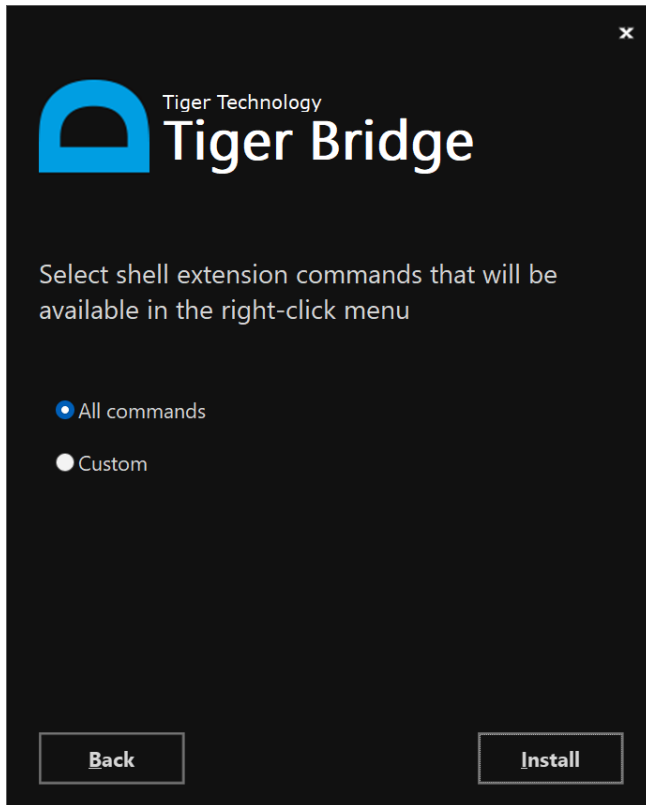 x
Tiger Technology
Tiger Bridge
Select shell extension commands that will be
available in the right-click menu
All commands
Custom
Back
Install